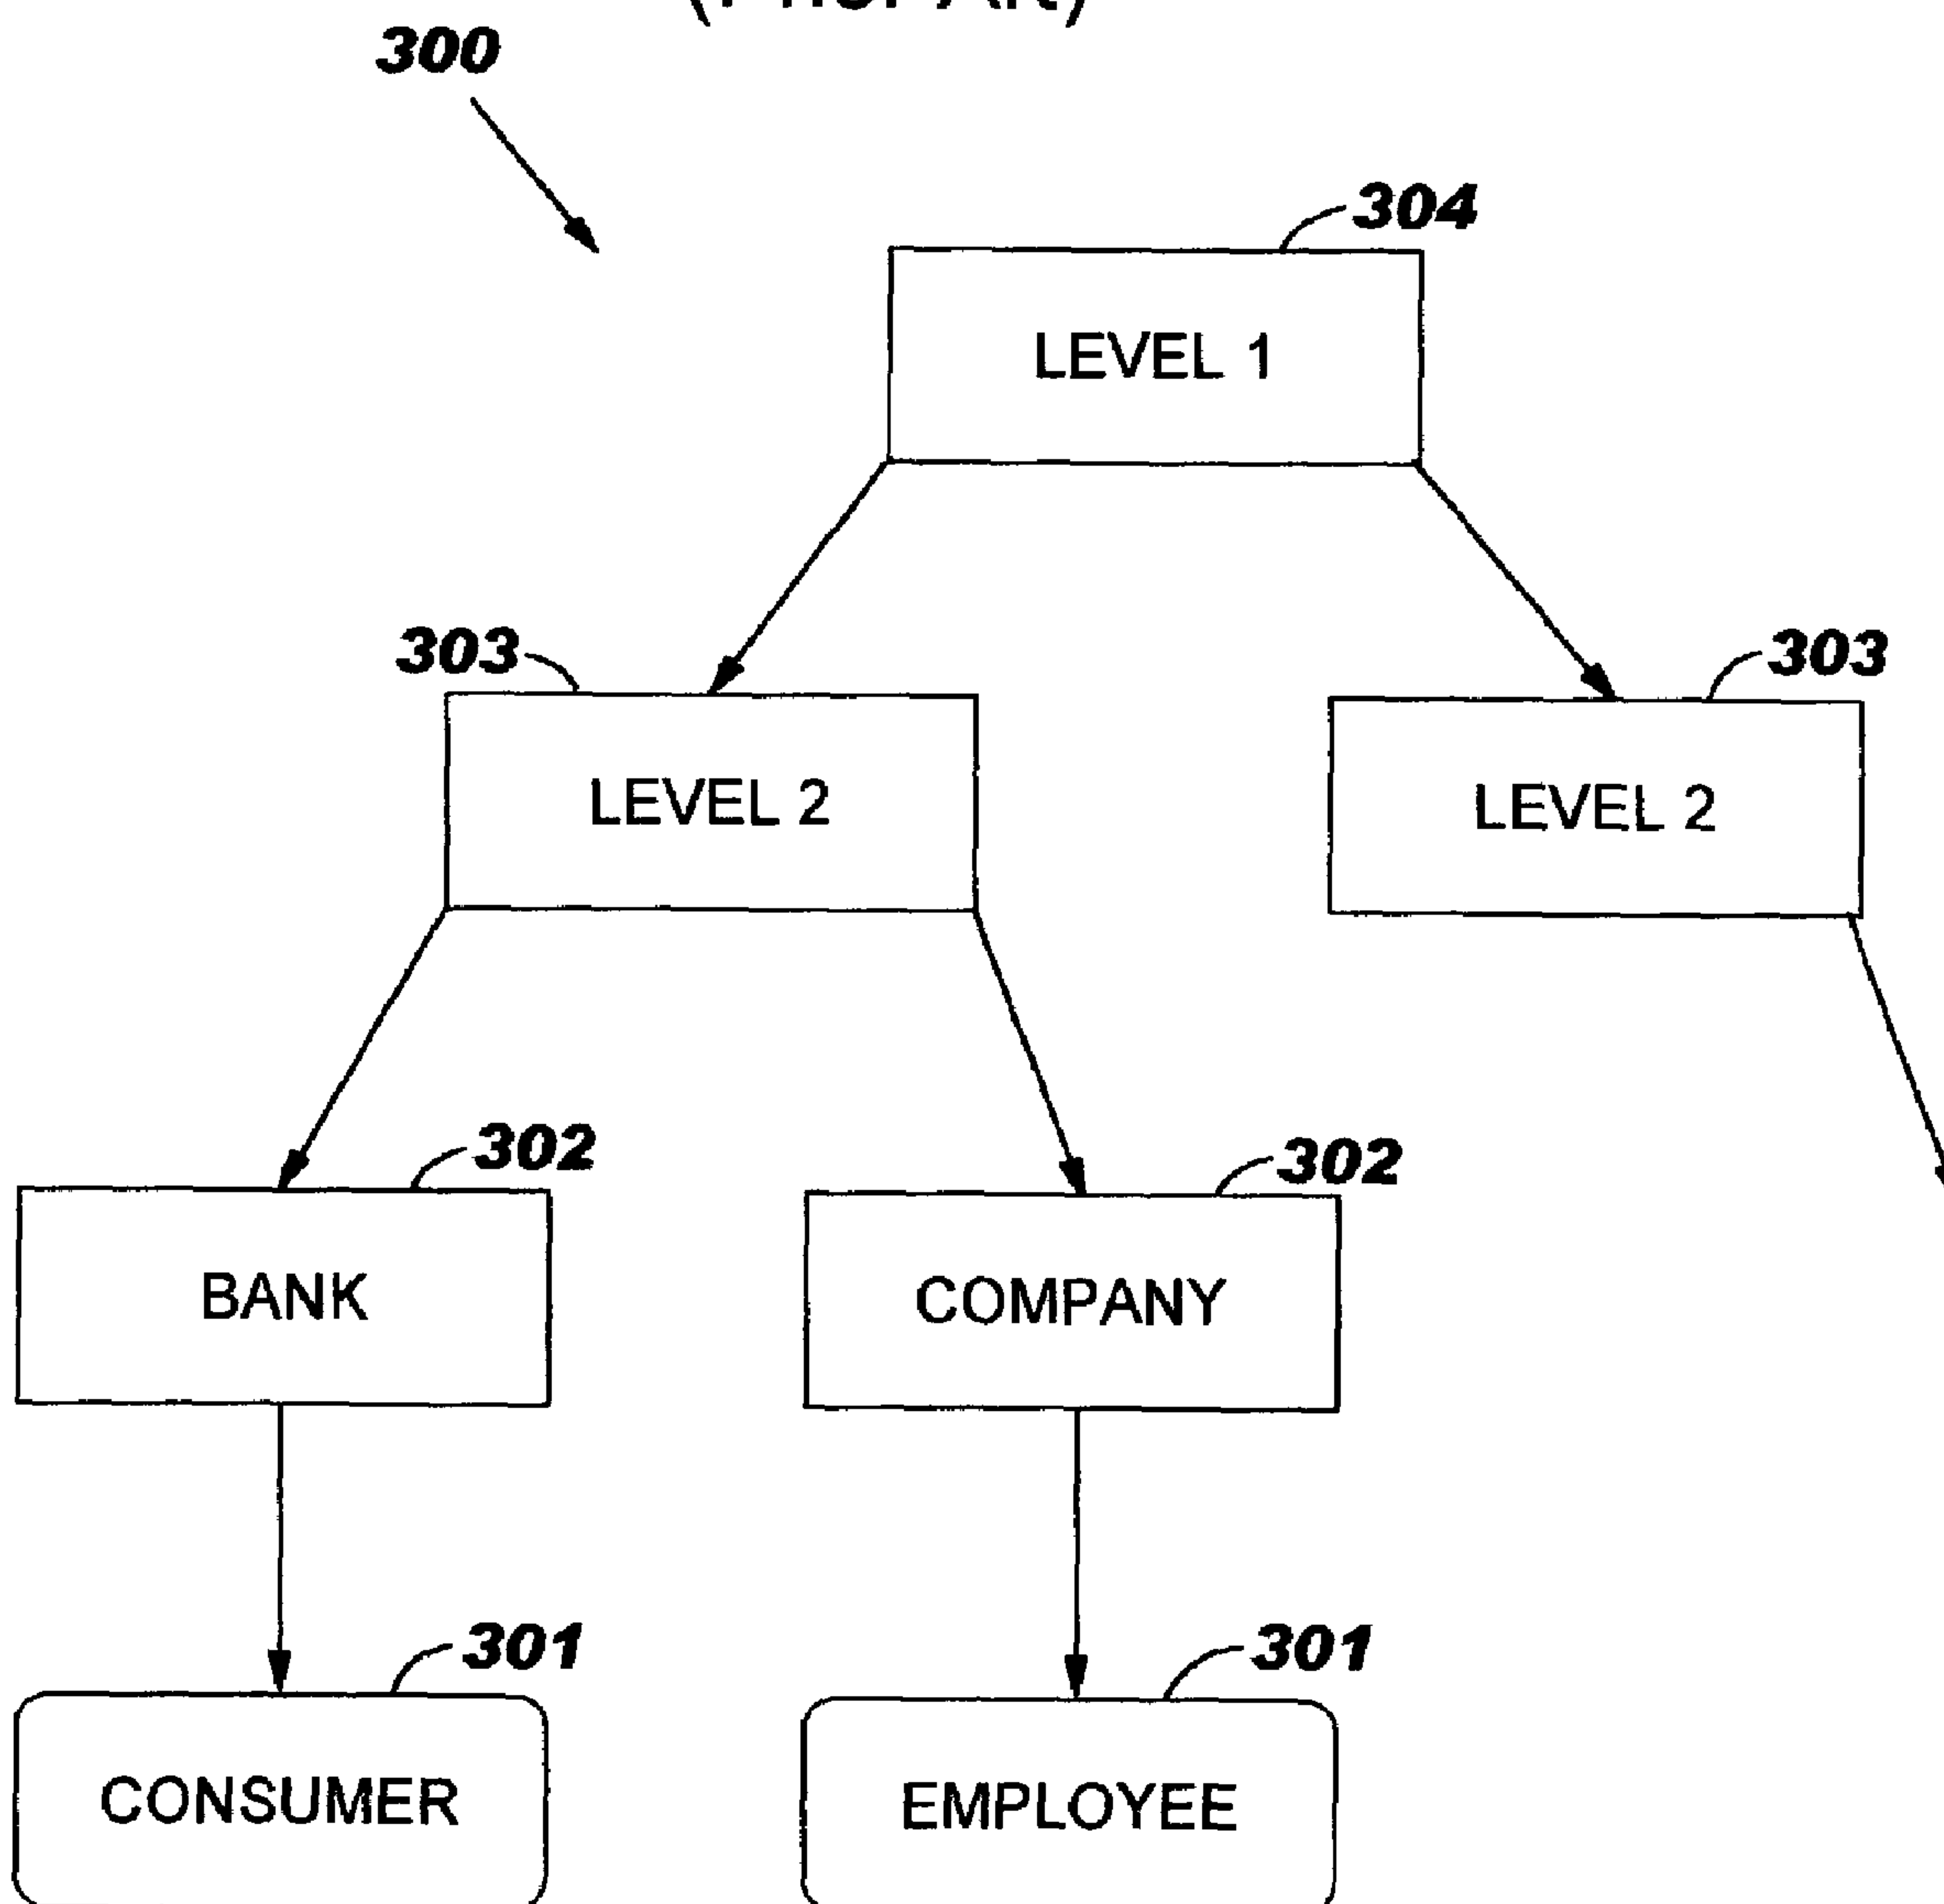 300
304
LEVEL 1
303
303
LEVEL 2
LEVEL 2
302
302
BANK
COMPANY
301
301
CONSUMER
EMPLOYEE